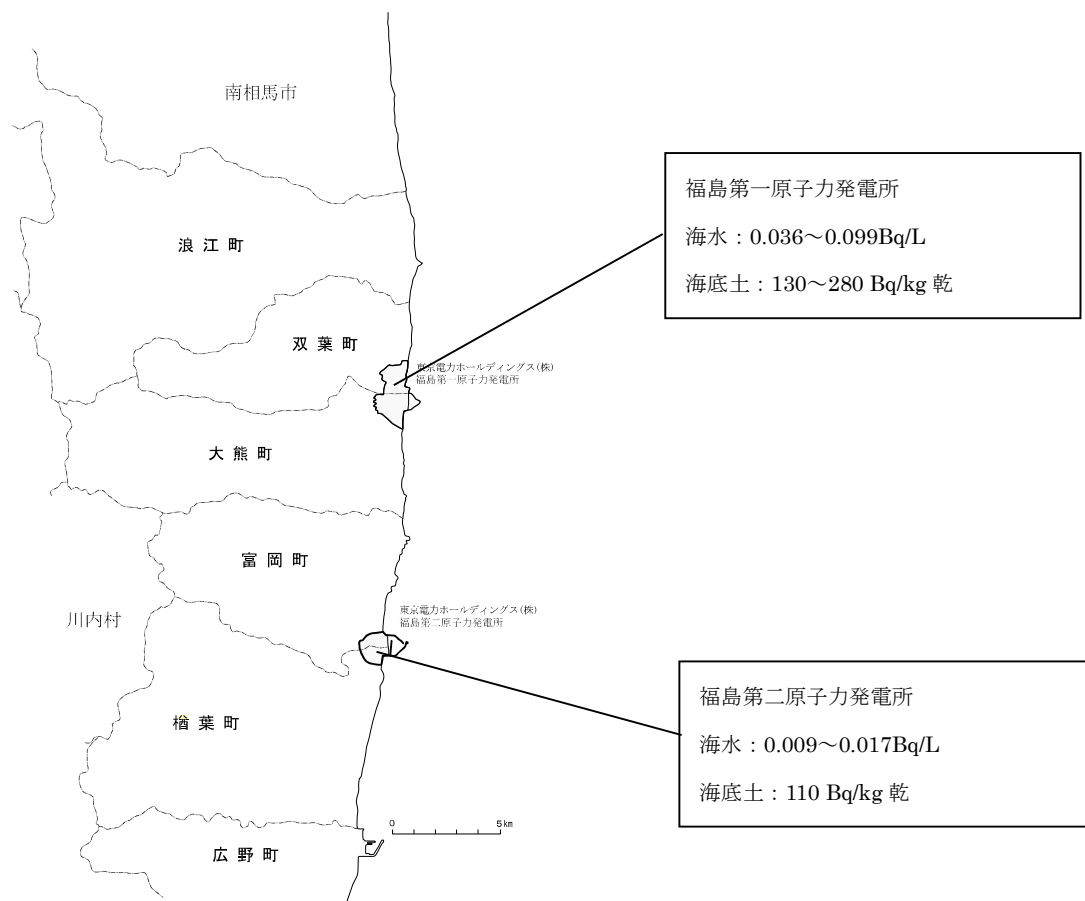 南相馬市
福島第一原子力発電所
海水：0.036～0.099Bq/L
海底土：130～280 Bq/kg 乾
浪江町
双葉町
東京電力ホールディングス(株)
福島第一原子力発電所
大熊町
富岡町
東京電力ホールディングス(株)
福島第二原子力発電所
川内村
福島第二原子力発電所
海水：0.009～0.017Bq/L
海底土：110 Bq/kg 乾
楢葉町
0 5km
広野町